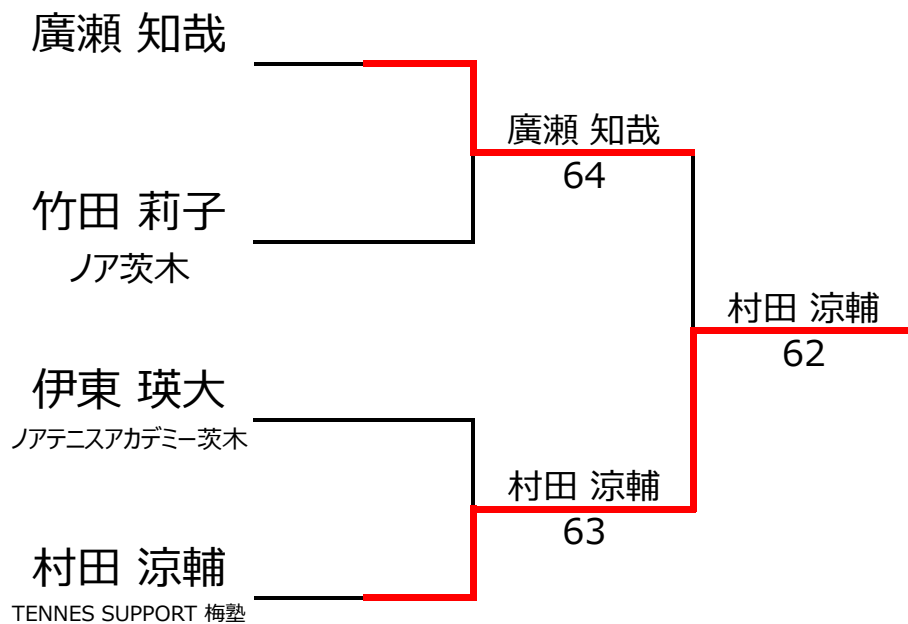 廣瀬 知哉
廣瀬 知哉
64
竹田 莉子
ノア茨木
村田 涼輔
62
伊東 瑛大
ノアテニスアカデミー茨木
村田 涼輔
63
村田 涼輔
TENNES SUPPORT 梅塾